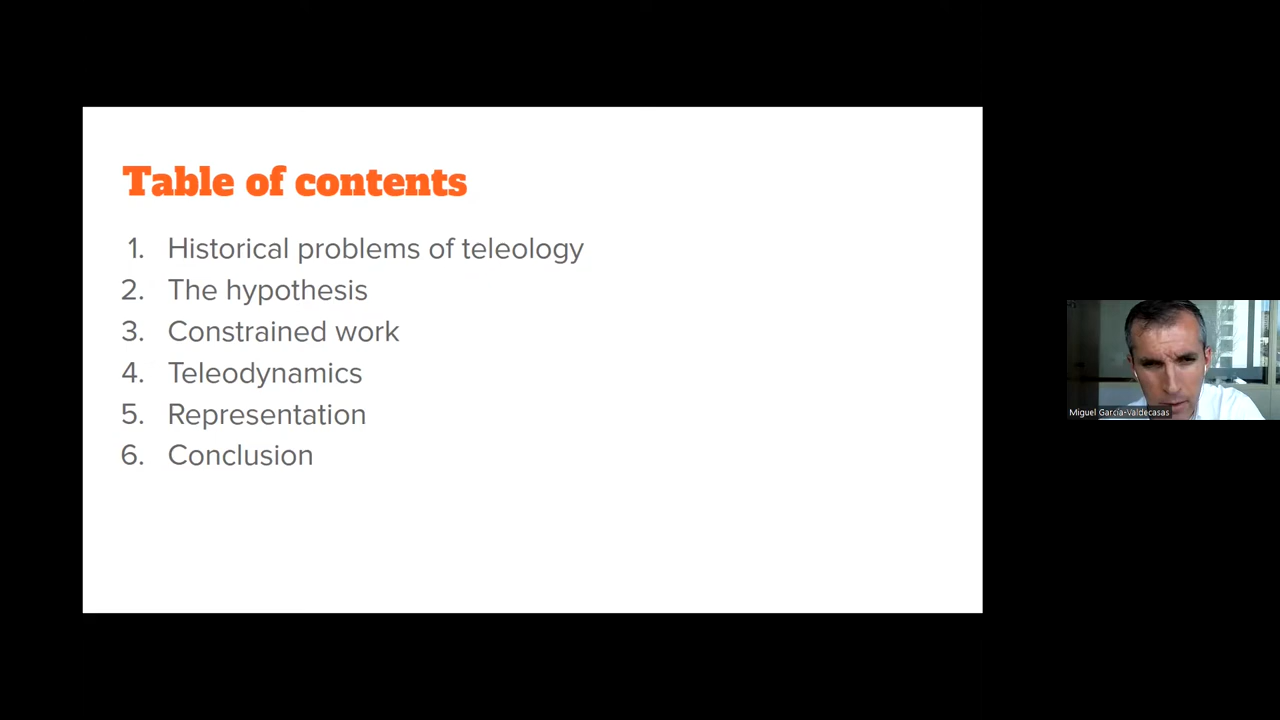 Table of contents
1. Historical problems of teleology
2. The hypothesis
3. Constrained work
4. Teleodynamics
5. Representation
6. Conclusion
Miguel García-Valdecasas